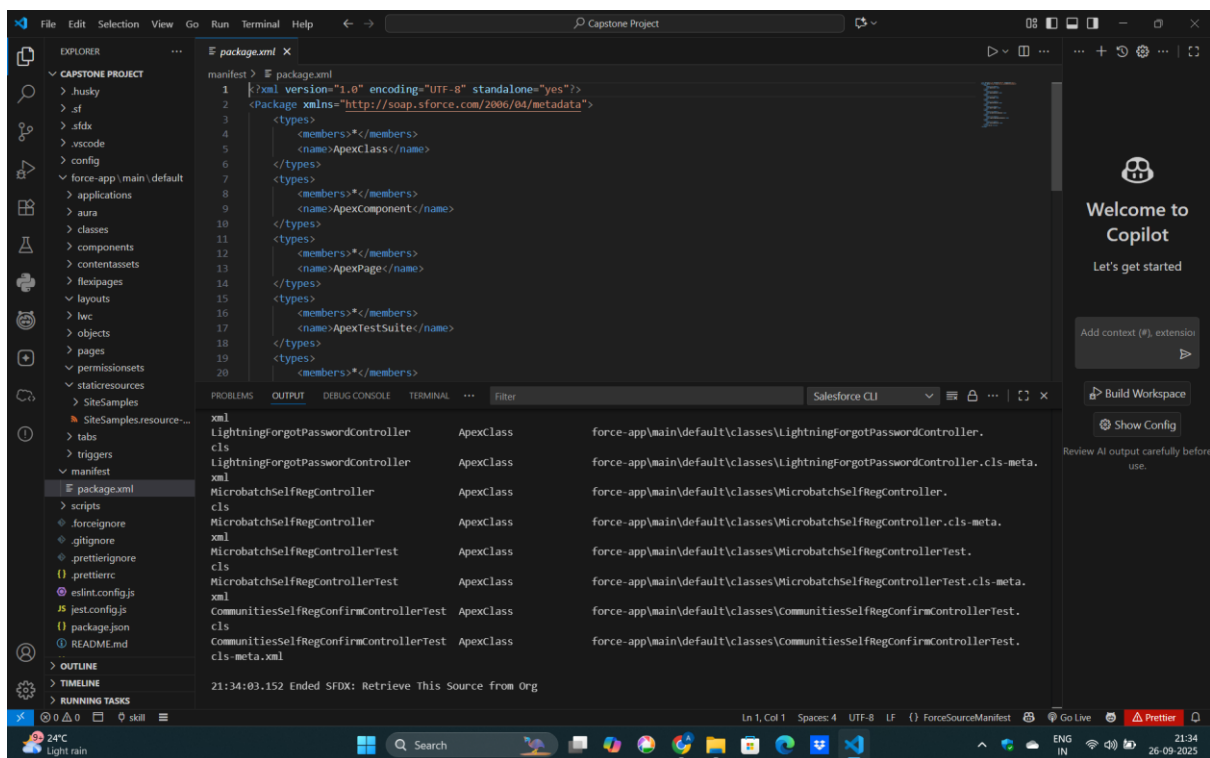 File Edit Selection View Go Run Terminal Help
Capstone Project
EXPLORER
CAPSTONE PROJECT
.husky
.sf
.sfdx
.vscode
config
force-app\main\default
applications
aura
classes
components
contentassets
flexipages
layouts
lwc
objects
pages
permissionsets
staticresources
SiteSamples
SiteSamples.resource-...
tabs
triggers
manifest
package.xml
scripts
.forceignore
.gitignore
.prettierignore
.prettierrc
eslint.config.js
JS jest.config.js
package.json
README.md
OUTLINE
TIMELINE
RUNNING TASKS
package.xml
manifest > package.xml
1 <?xml version="1.0" encoding="UTF-8" standalone="yes"?>
2 <Package xmlns="http://soap.sforce.com/2006/04/metadata">
3 <types>
4 <members>*</members>
5 <name>ApexClass</name>
6 </types>
7 <types>
8 <members>*</members>
9 <name>ApexComponent</name>
10 </types>
11 <types>
12 <members>*</members>
13 <name>ApexPage</name>
14 </types>
15 <types>
16 <members>*</members>
17 <name>ApexTestSuite</name>
18 </types>
19 <types>
20 <members>*</members>
PROBLEMS OUTPUT DEBUG CONSOLE TERMINAL ... Filter Salesforce CLI
xml
LightningForgotPasswordController ApexClass force-app\main\default\classes\LightningForgotPasswordController.
cls
LightningForgotPasswordController ApexClass force-app\main\default\classes\LightningForgotPasswordController.cls-meta.
xml
MicrobatchSelfRegController ApexClass force-app\main\default\classes\MicrobatchSelfRegController.
cls
MicrobatchSelfRegController ApexClass force-app\main\default\classes\MicrobatchSelfRegController.cls-meta.
xml
MicrobatchSelfRegControllerTest ApexClass force-app\main\default\classes\MicrobatchSelfRegControllerTest.
cls
MicrobatchSelfRegControllerTest ApexClass force-app\main\default\classes\MicrobatchSelfRegControllerTest.cls-meta.
xml
CommunitiesSelfRegConfirmControllerTest ApexClass force-app\main\default\classes\CommunitiesSelfRegConfirmControllerTest.
cls
CommunitiesSelfRegConfirmControllerTest ApexClass force-app\main\default\classes\CommunitiesSelfRegConfirmControllerTest.
cls-meta.xml
21:34:03.152 Ended SFDX: Retrieve This Source from Org
Welcome to
Copilot
Let's get started
Add context (#), extension
Build Workspace
Show Config
Review AI output carefully before
use.
0 0 skill
Ln 1, Col 1 Spaces: 4 UTF-8 LF {} ForceSourceManifest Go Live Prettier
24°C
Light rain
Search
ENG
IN
21:34
26-09-2025